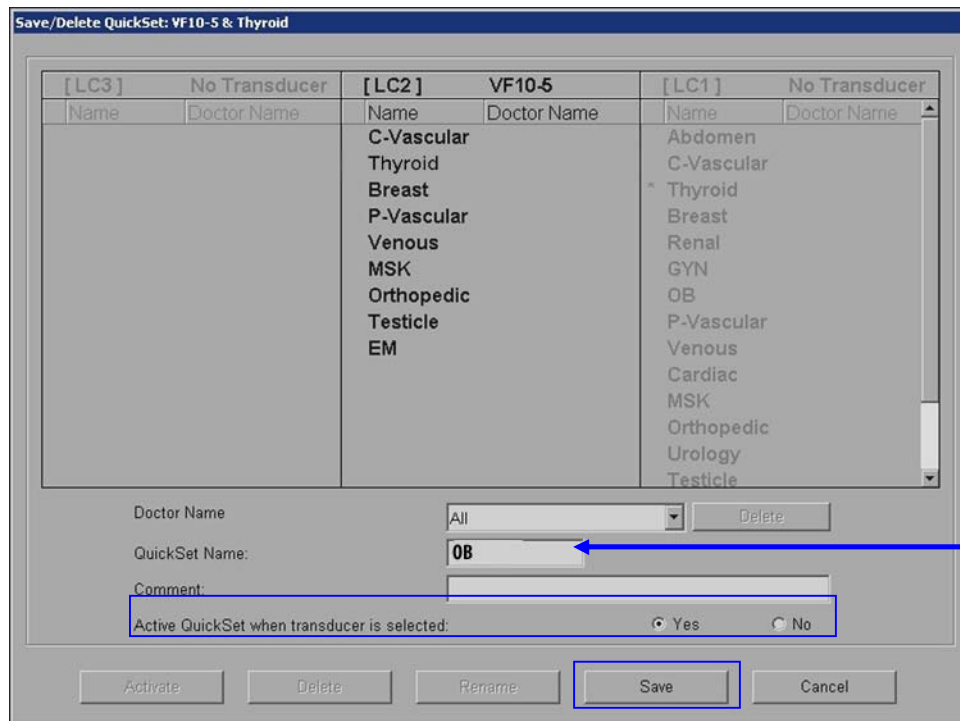 Save/Delete QuickSet: VF10-5 & Thyroid
[LC3] No Transducer [LC2] VF10-5 [LC1] No Transducer
Name Doctor Name Name Doctor Name Name Doctor Name
C-Vascular Abdomen
Thyroid C-Vascular
Breast * Thyroid
P-Vascular Breast
Venous Renal
MSK GYN
Orthopedic OB
Testicle P-Vascular
EM Venous
Cardiac
MSK
Orthopedic
Urology
Testicle
Doctor Name All Delete
QuickSet Name: OB
Comment:
Active QuickSet when transducer is selected: Yes No
Activate Delete Rename Save Cancel